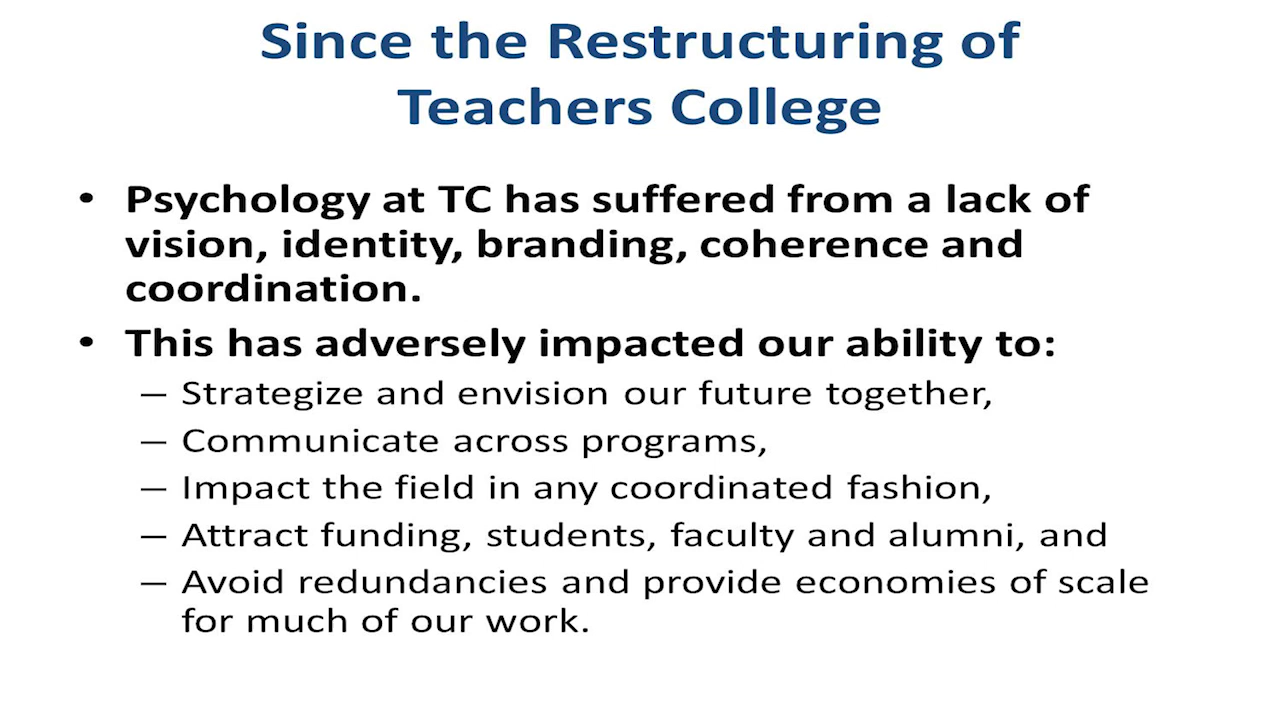 Since the Restructuring of
Teachers College
• Psychology at TC has suffered from a lack of
vision, identity, branding, coherence and
coordination.
• This has adversely impacted our ability to:
– Strategize and envision our future together,
– Communicate across programs,
– Impact the field in any coordinated fashion,
– Attract funding, students, faculty and alumni, and
– Avoid redundancies and provide economies of scale
for much of our work.